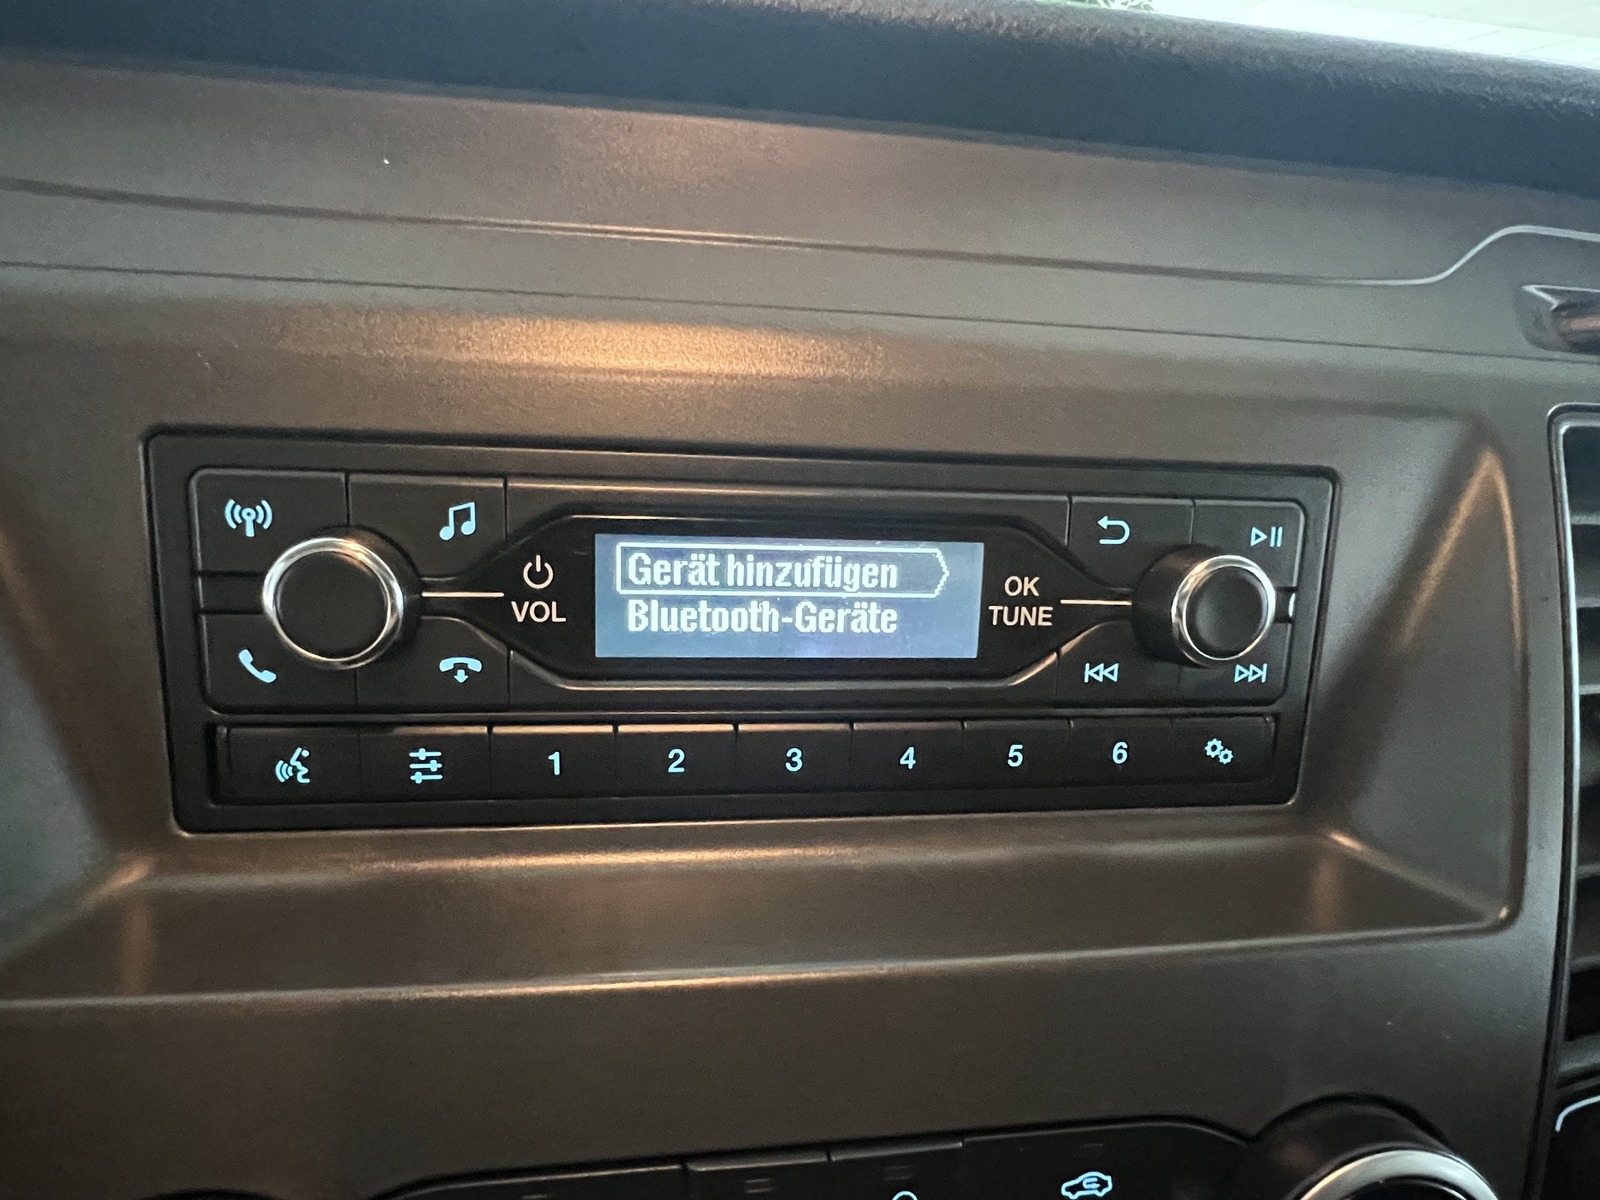 Gerät hinzufügen
Bluetooth-Geräte
VOL
OK
TUNE
1 2 3 4 5 6